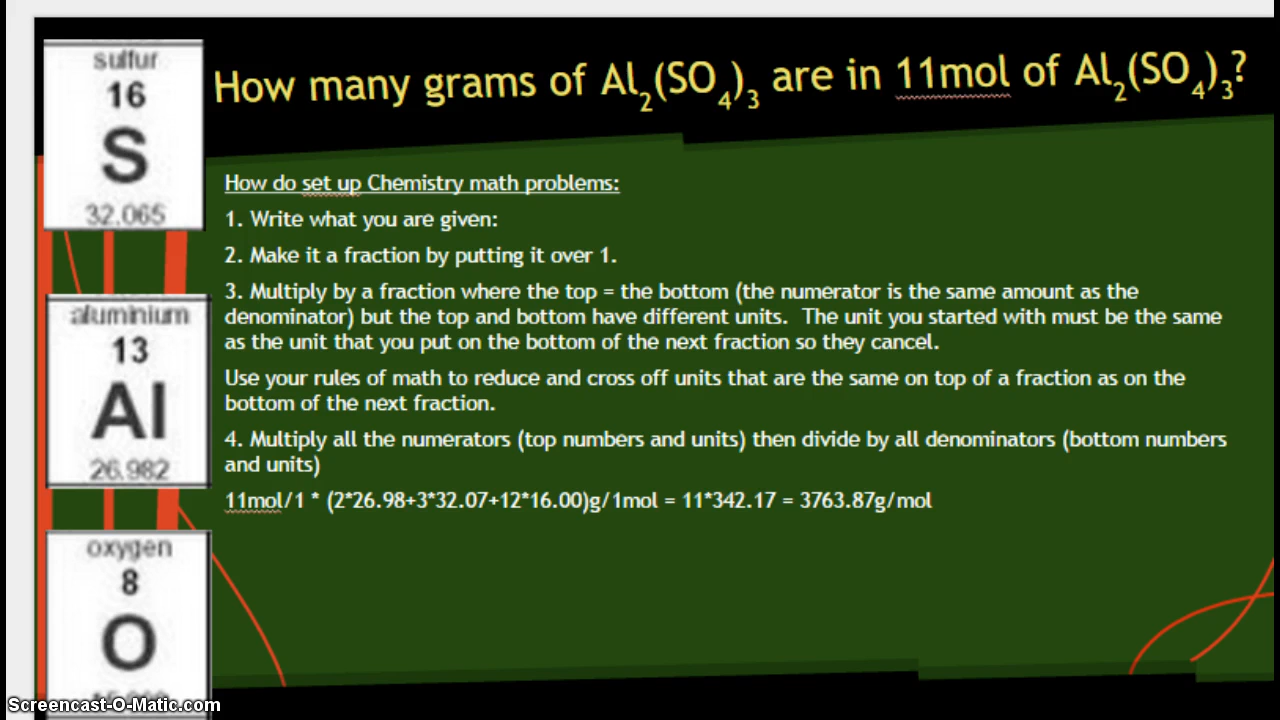 sulfur
16
S
32.065
How many grams of Al₂(SO₄)₃ are in 11mol of Al₂(SO₄)₃?
How do set up Chemistry math problems:
1. Write what you are given:
2. Make it a fraction by putting it over 1.
3. Multiply by a fraction where the top = the bottom (the numerator is the same amount as the
denominator) but the top and bottom have different units. The unit you started with must be the same
as the unit that you put on the bottom of the next fraction so they cancel.
Use your rules of math to reduce and cross off units that are the same on top of a fraction as on the
bottom of the next fraction.
4. Multiply all the numerators (top numbers and units) then divide by all denominators (bottom numbers
and units)
11mol/1 * (2*26.98+3*32.07+12*16.00)g/1mol = 11*342.17 = 3763.87g/mol
aluminium
13
Al
26.982
oxygen
8
O
Screencast-O-Matic.com